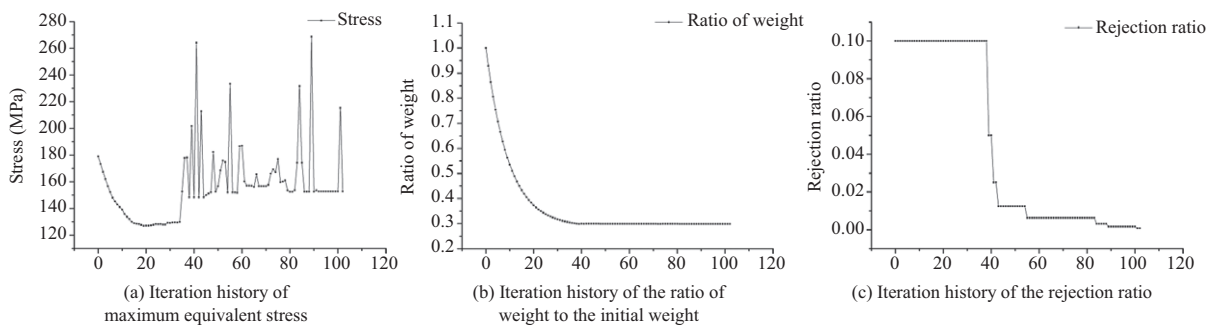 Stress
280
260
240
220
200
180
160
140
120
Stress (MPa)
0 20 40 60 80 100 120
(a) Iteration history of
maximum equivalent stress
Ratio of weight
1.1
1.0
0.9
0.8
0.7
0.6
0.5
0.4
0.3
0.2
Ratio of weight
0 20 40 60 80 100 120
(b) Iteration history of the ratio of
weight to the initial weight
Rejection ratio
0.10
0.08
0.06
0.04
0.02
0.00
Rejection ratio
0 20 40 60 80 100 120
(c) Iteration history of the rejection ratio